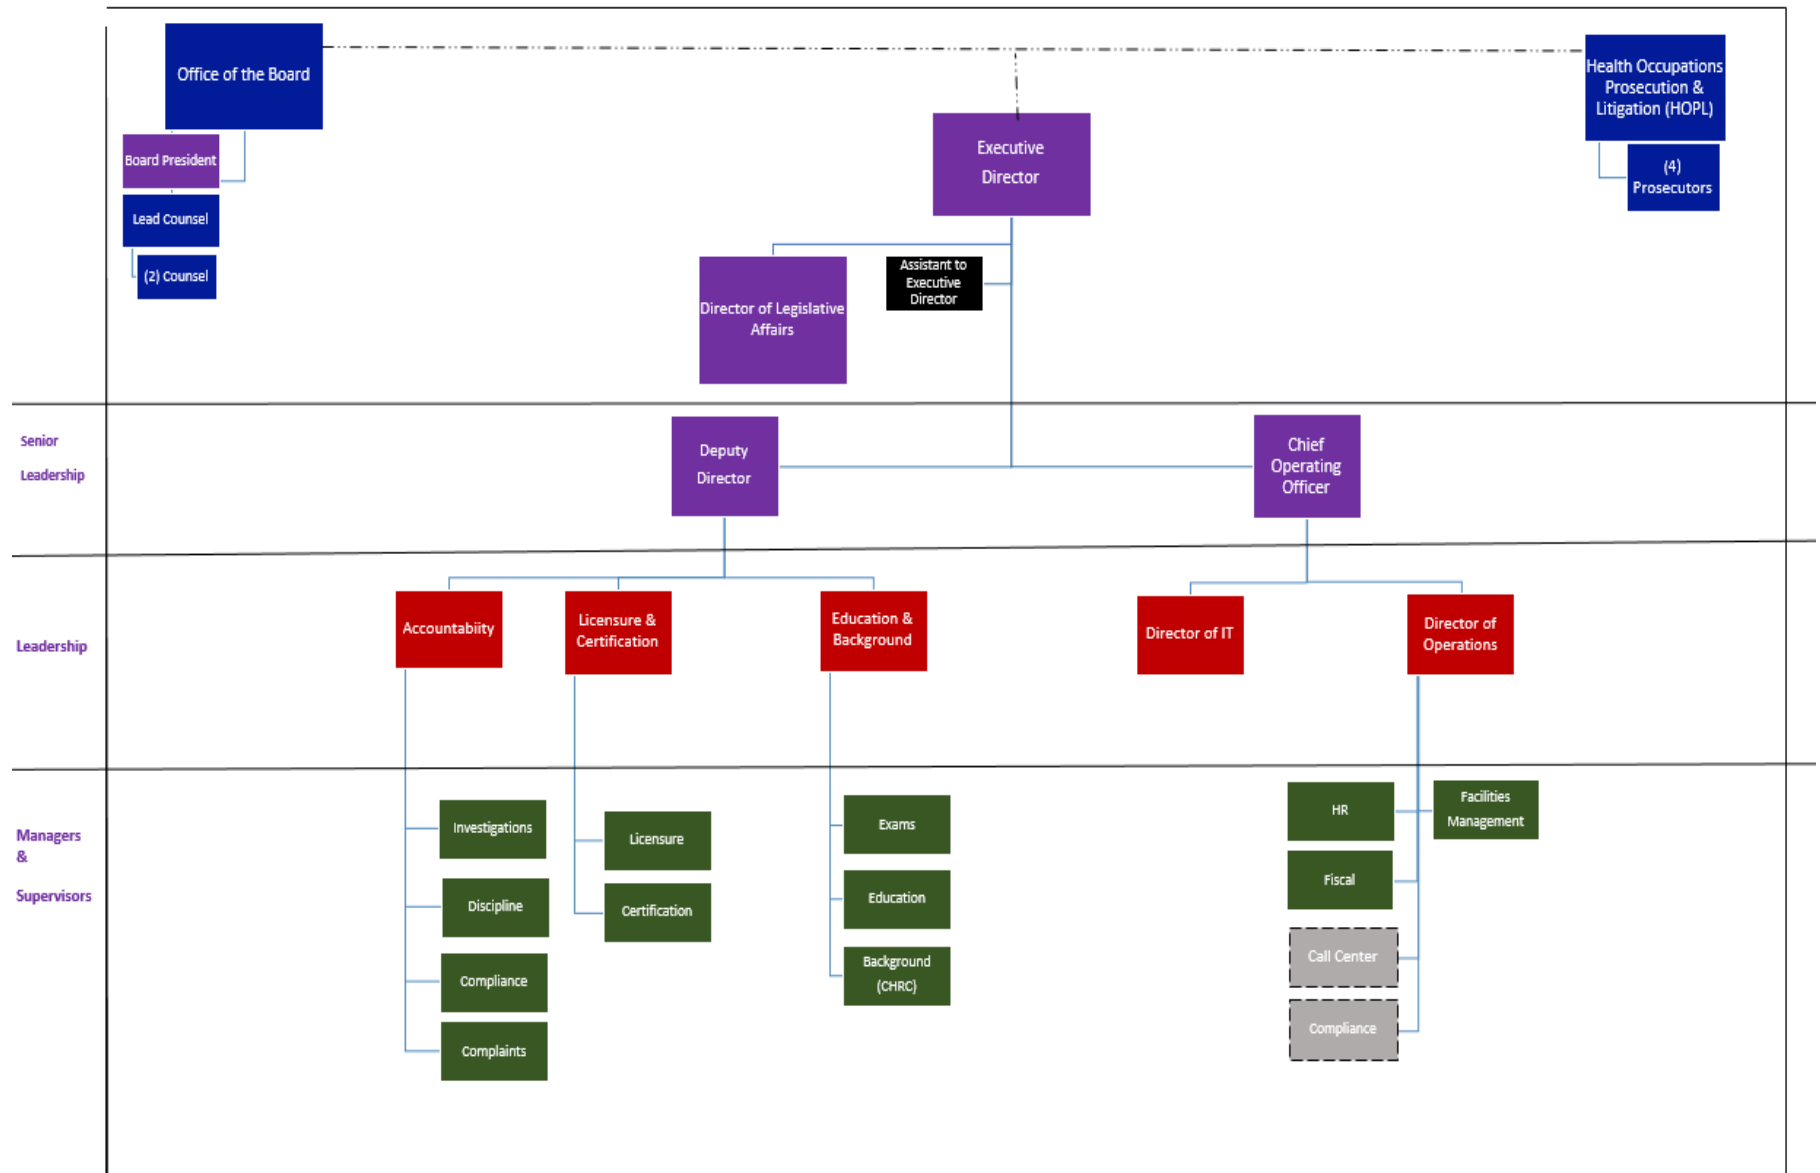 Office of the Board
Health Occupations
Prosecution &
Litigation (HOPL)
Board President
(4)
Prosecutors
Executive
Director
Lead Counsel
(2) Counsel
Director of Legislative
Affairs
Assistant to
Executive
Director
Senior
Leadership
Deputy
Director
Chief
Operating
Officer
Leadership
Accountabiity
Licensure &
Certification
Education &
Background
Director of IT
Director of
Operations
Managers
&
Supervisors
Investigations
Discipline
Compliance
Complaints
Licensure
Certification
Exams
Education
Background
(CHRC)
HR
Facilities
Management
Fiscal
Call Center
Compliance